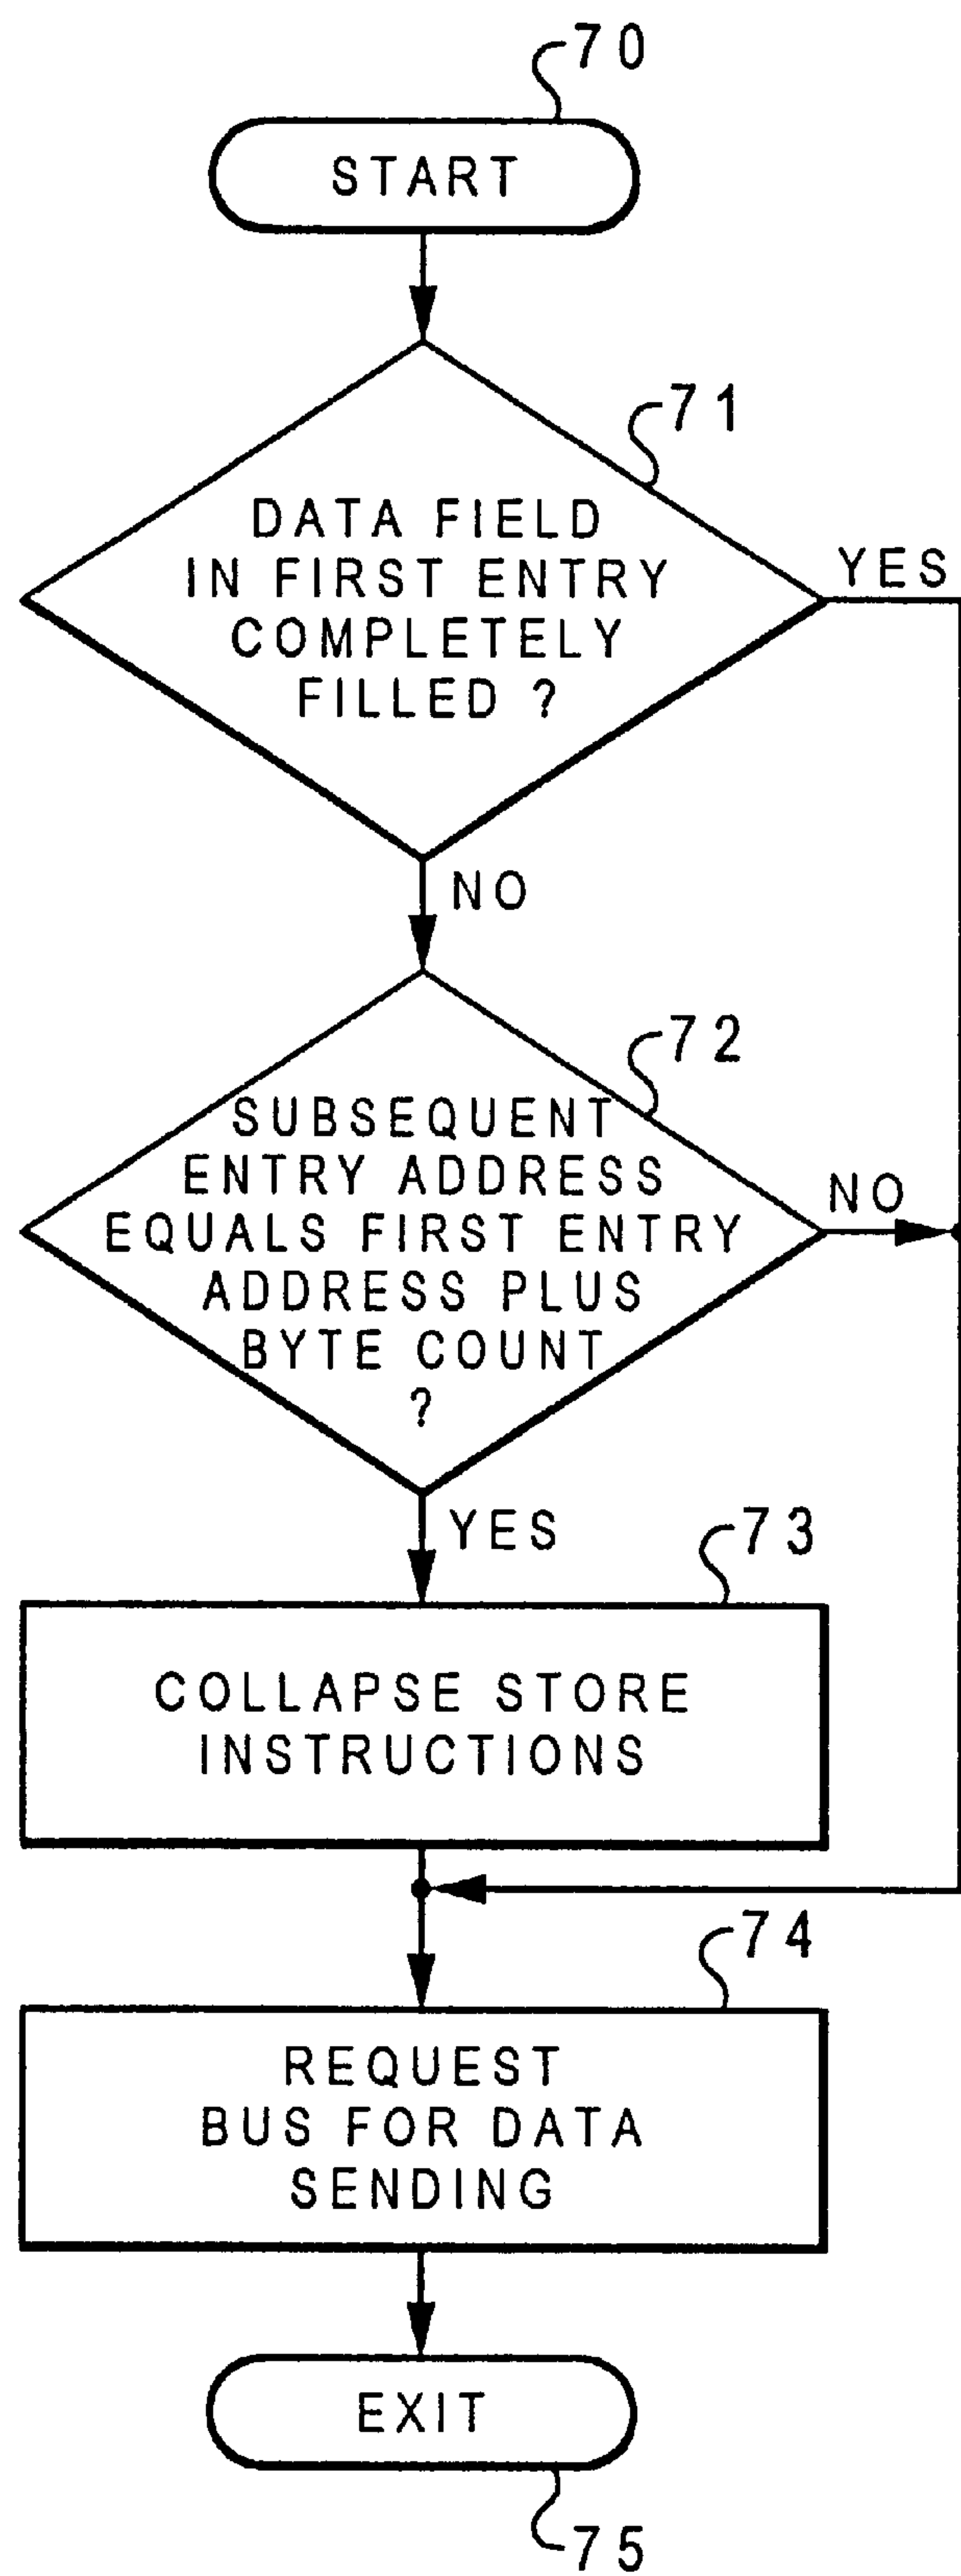 70
START
71
DATA FIELD
IN FIRST ENTRY
COMPLETELY
FILLED ?
YES
NO
72
SUBSEQUENT
ENTRY ADDRESS
EQUALS FIRST ENTRY
ADDRESS PLUS
BYTE COUNT
?
NO
YES
73
COLLAPSE STORE
INSTRUCTIONS
74
REQUEST
BUS FOR DATA
SENDING
EXIT
75